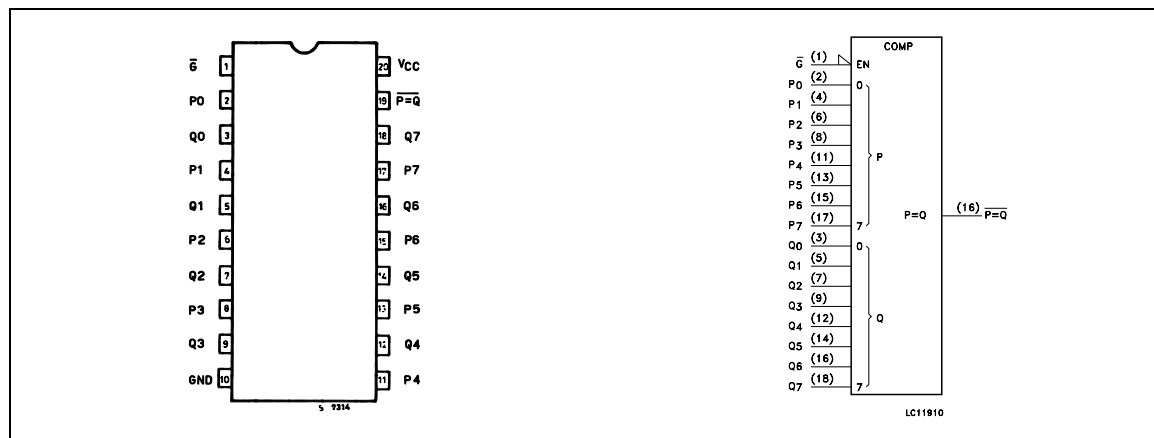 G̅ 1 20 VCC
P0 2 19 P̅=̅Q̅
Q0 3 18 Q7
P1 4 17 P7
Q1 5 16 Q6
P2 6 15 P6
Q2 7 14 Q5
P3 8 13 P5
Q3 9 12 Q4
GND 10 11 P4
S 9314
COMP
G̅ (1) EN
P0 (2) 0
P1 (4)
P2 (6)
P3 (8)
P
P4 (11)
P5 (13)
P6 (15)
P7 (17) 7
P=Q (16) P̅=̅Q̅
Q0 (3) 0
Q1 (5)
Q2 (7)
Q3 (9)
Q
Q4 (12)
Q5 (14)
Q6 (16)
Q7 (18) 7
LC11910